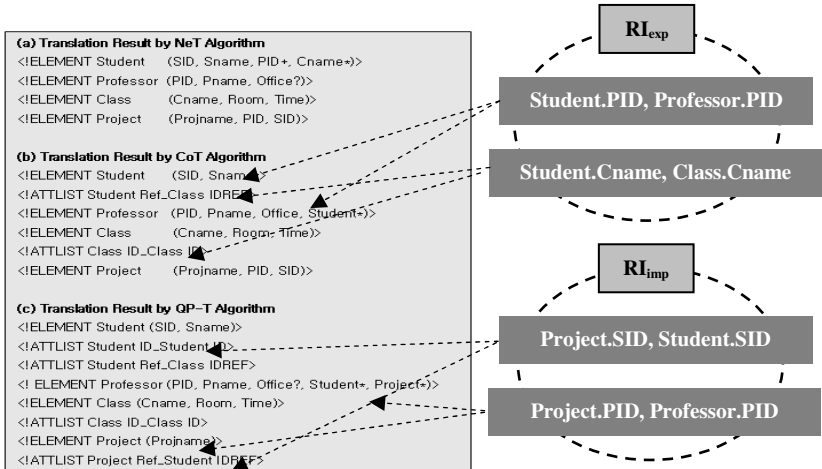 (a) Translation Result by NeT Algorithm
<!ELEMENT Student (SID, Sname, PID+, Cname*)>
<!ELEMENT Professor (PID, Pname, Office?)>
<!ELEMENT Class (Cname, Room, Time)>
<!ELEMENT Project (Projname, PID, SID)>
(b) Translation Result by CoT Algorithm
<!ELEMENT Student (SID, Sname)>
<!ATTLIST Student Ref_Class IDREF>
<!ELEMENT Professor (PID, Pname, Office, Student*)>
<!ELEMENT Class (Cname, Room, Time)>
<!ATTLIST Class ID_Class ID>
<!ELEMENT Project (Projname, PID, SID)>
(c) Translation Result by QP-T Algorithm
<!ELEMENT Student (SID, Sname)>
<!ATTLIST Student ID_Student ID>
<!ATTLIST Student Ref_Class IDREF>
<! ELEMENT Professor (PID, Pname, Office?, Student*, Project*)>
<!ELEMENT Class (Cname, Room, Time)>
<!ATTLIST Class ID_Class ID>
<!ELEMENT Project (Projname)>
<!ATTLIST Project Ref_Student IDREF>
RIexp
Student.PID, Professor.PID
Student.Cname, Class.Cname
RIimp
Project.SID, Student.SID
Project.PID, Professor.PID